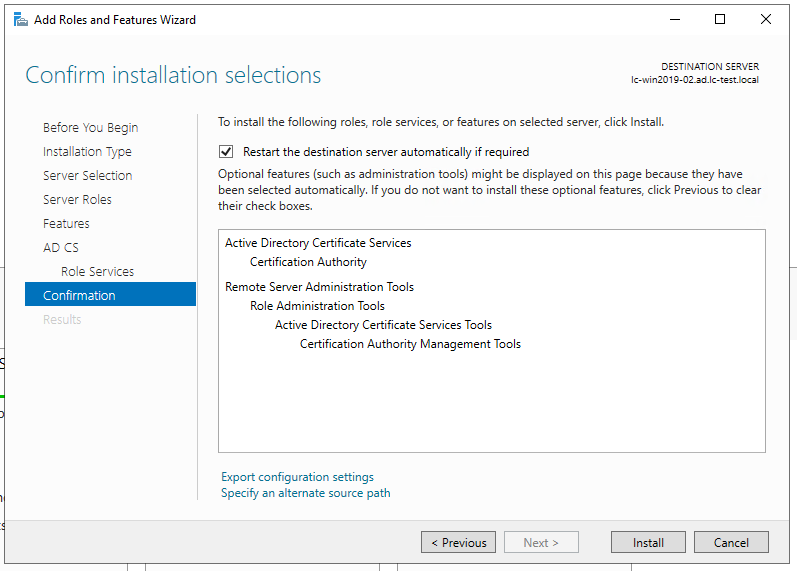 Add Roles and Features Wizard
Confirm installation selections
DESTINATION SERVER
lc-win2019-02.ad.lc-test.local
Before You Begin
Installation Type
Server Selection
Server Roles
Features
AD CS
Role Services
Confirmation
Results
To install the following roles, role services, or features on selected server, click Install.
Restart the destination server automatically if required
Optional features (such as administration tools) might be displayed on this page because they have
been selected automatically. If you do not want to install these optional features, click Previous to clear
their check boxes.
Active Directory Certificate Services
Certification Authority
Remote Server Administration Tools
Role Administration Tools
Active Directory Certificate Services Tools
Certification Authority Management Tools
Export configuration settings
Specify an alternate source path
< Previous
Next >
Install
Cancel